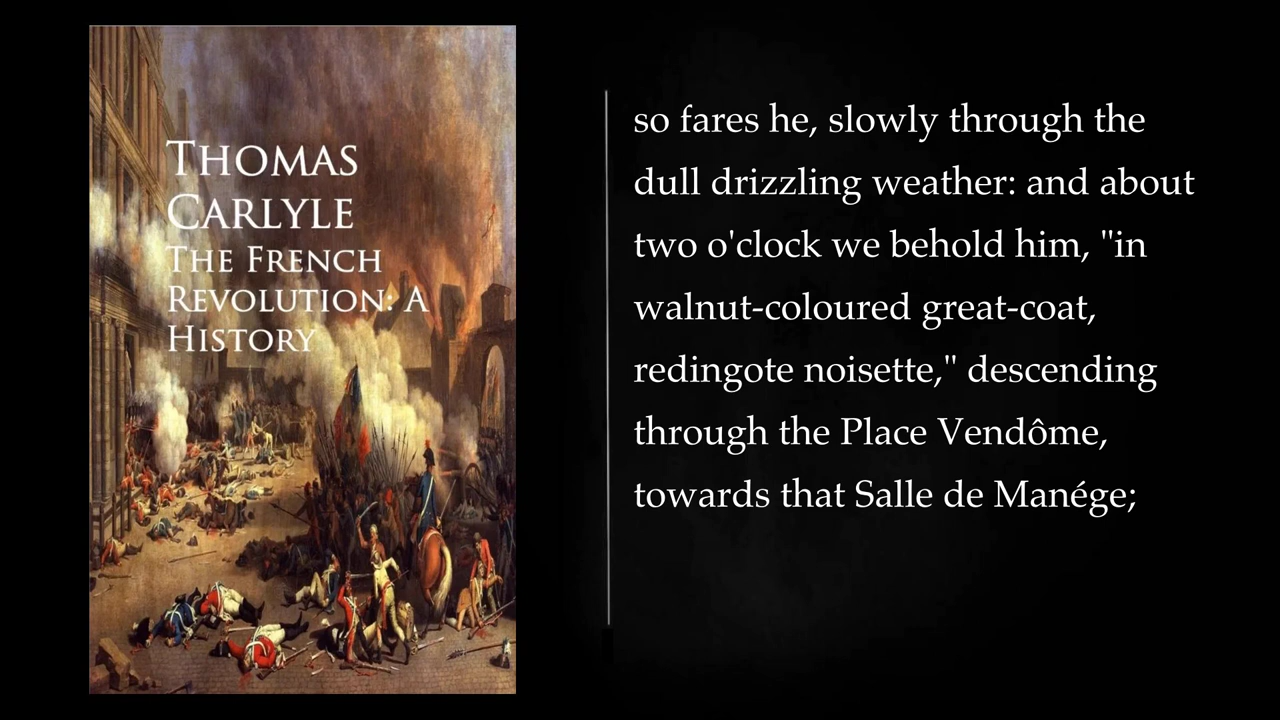 THOMAS
CARLYLE
THE FRENCH
REVOLUTION: A
HISTORY
so fares he, slowly through the
dull drizzling weather: and about
two o'clock we behold him, "in
walnut-coloured great-coat,
redingote noisette," descending
through the Place Vendôme,
towards that Salle de Manége;